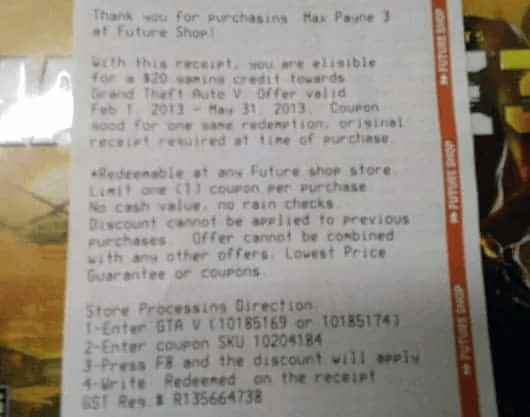 Thank you for purchasing Max Payne 3
at Future Shop!
With this receipt, you are eligible
for a $20 gaming credit towards
Grand Theft Auto V. Offer valid
Feb 1, 2013 - May 31, 2013. Coupon
good for one game redemption, original
receipt required at time of purchase.
*Redeemable at any Future shop store.
Limit one (1) coupon per purchase.
No cash value, no rain checks.
Discount cannot be applied to previous
purchases. Offer cannot be combined
with any other offers, Lowest Price
Guarantee or coupons.
Store Processing Direction:
1-Enter GTA V (10185169 or 10185174)
2-Enter coupon SKU 10204184
3-Press F8 and the discount will apply
4-Write Redeemed on the receipt
GST Reg.# R135664738
FUTURE SHOP
FUTURE SHOP
FUTURE SHOP